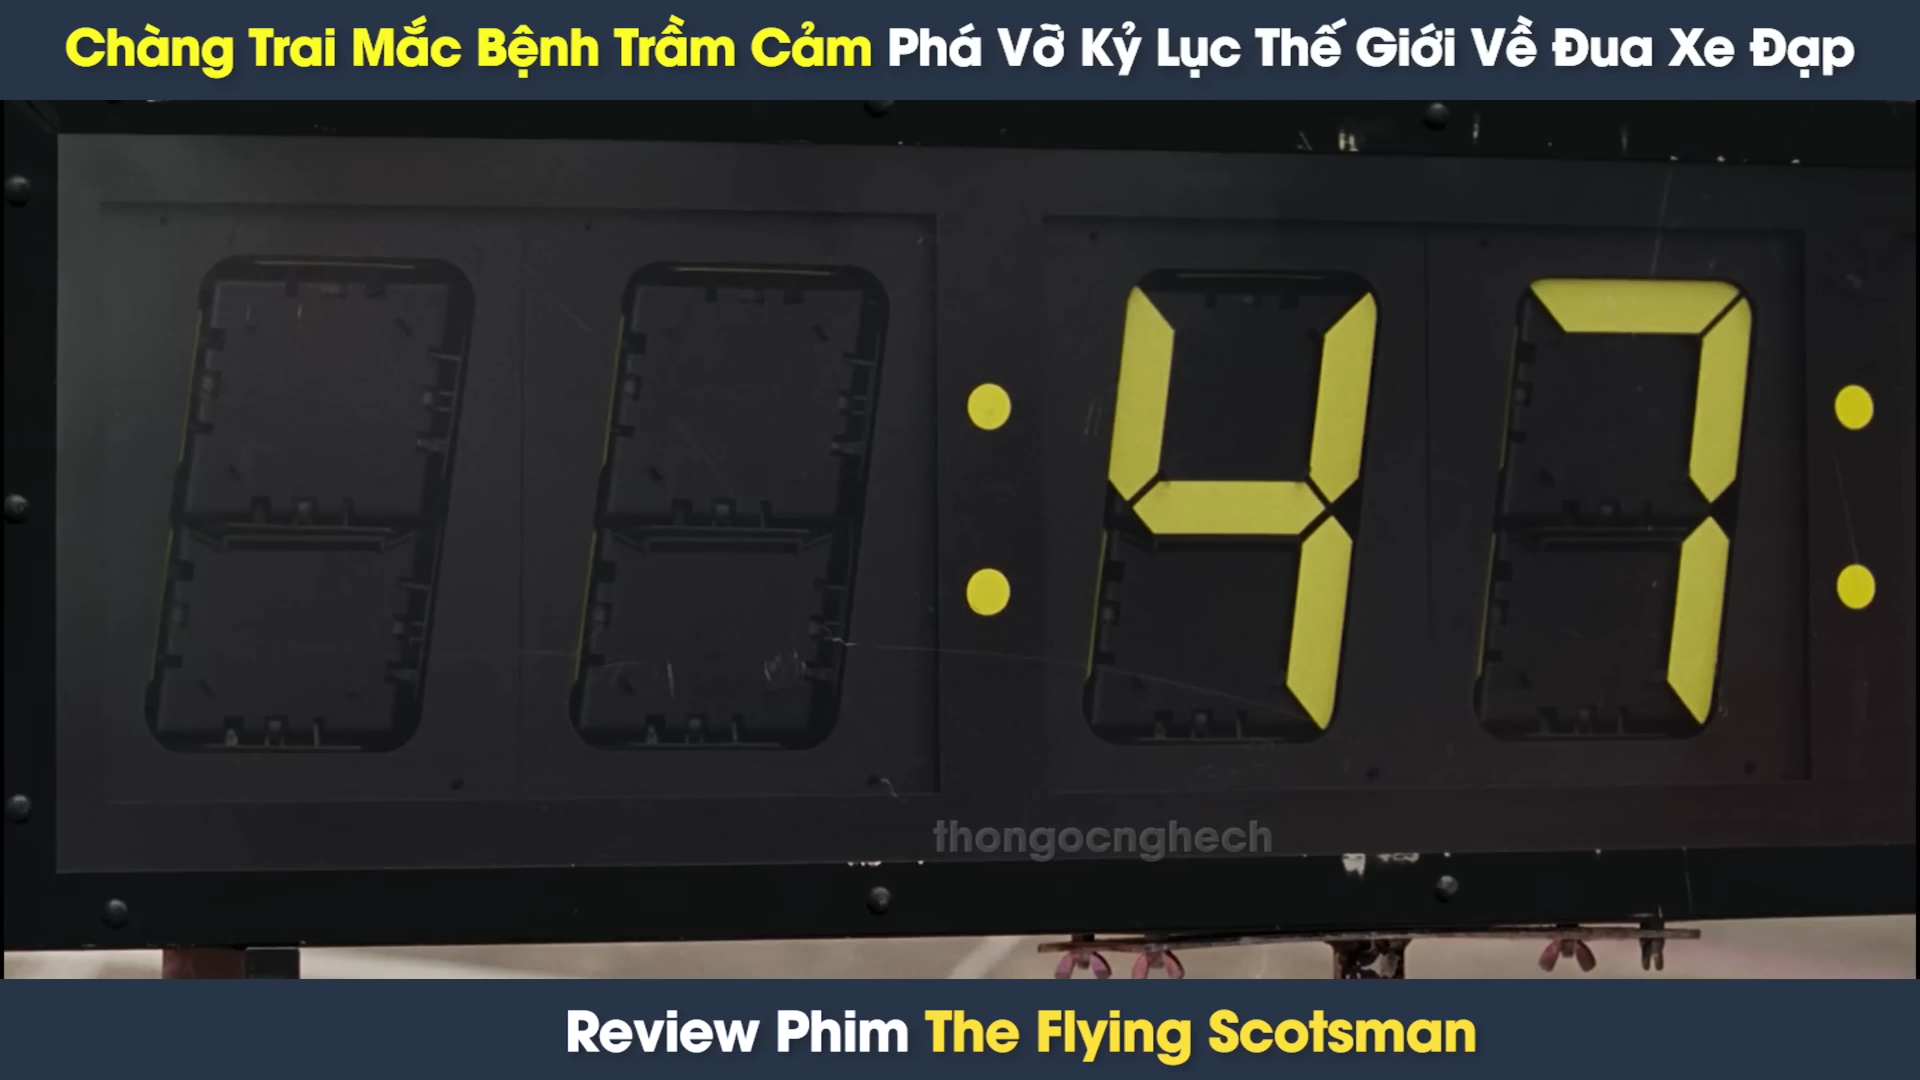 Chàng Trai Mắc Bệnh Trầm Cảm Phá Vỡ Kỷ Lục Thế Giới Về Đua Xe Đạp
:47:
thongocnghech
Review Phim The Flying Scotsman